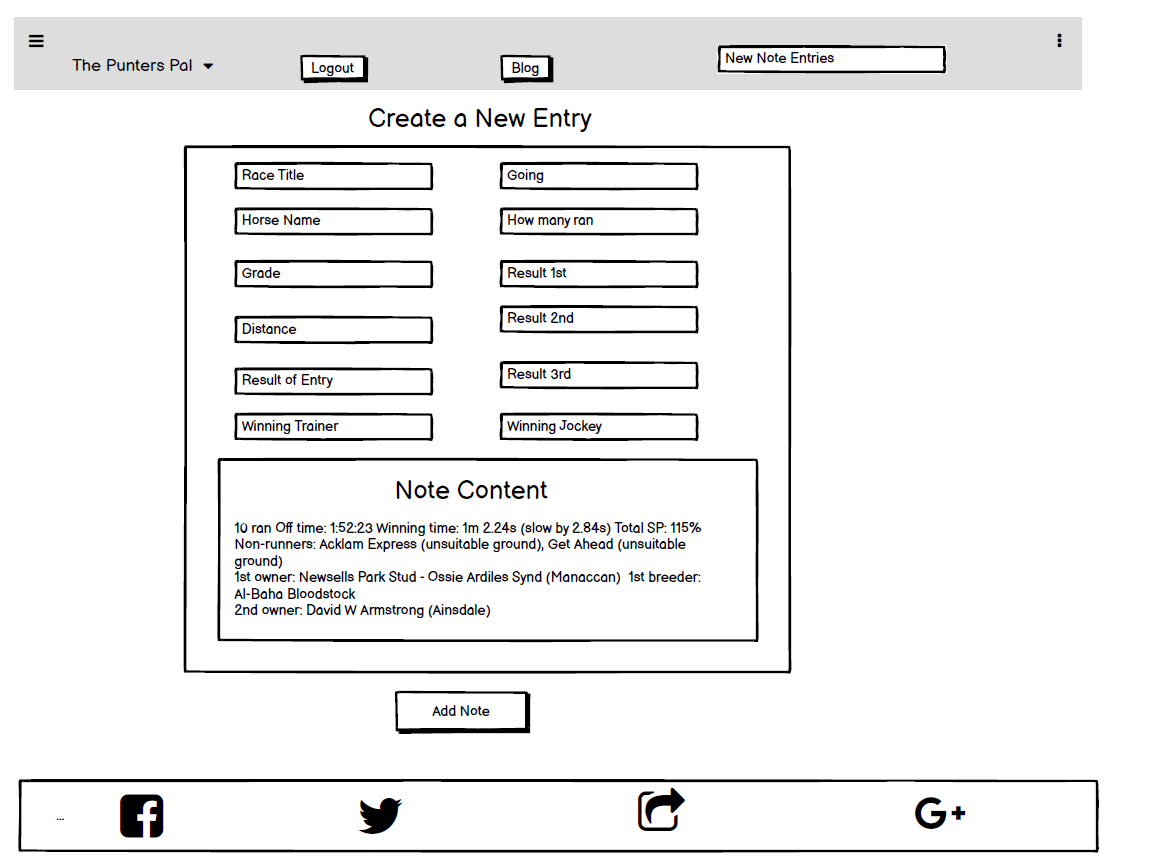 The Punters Pal
Logout
Blog
New Note Entries
Create a New Entry
Race Title
Going
Horse Name
How many ran
Grade
Result 1st
Distance
Result 2nd
Result of Entry
Result 3rd
Winning Trainer
Winning Jockey
Note Content
10 ran Off time: 1:52:23 Winning time: 1m 2.24s (slow by 2.84s) Total SP: 115%
Non-runners: Acklam Express (unsuitable ground), Get Ahead (unsuitable
ground)
1st owner: Newsells Park Stud - Ossie Ardiles Synd (Manaccan) 1st breeder:
Al-Baha Bloodstock
2nd owner: David W Armstrong (Ainsdale)
Add Note
...
G+